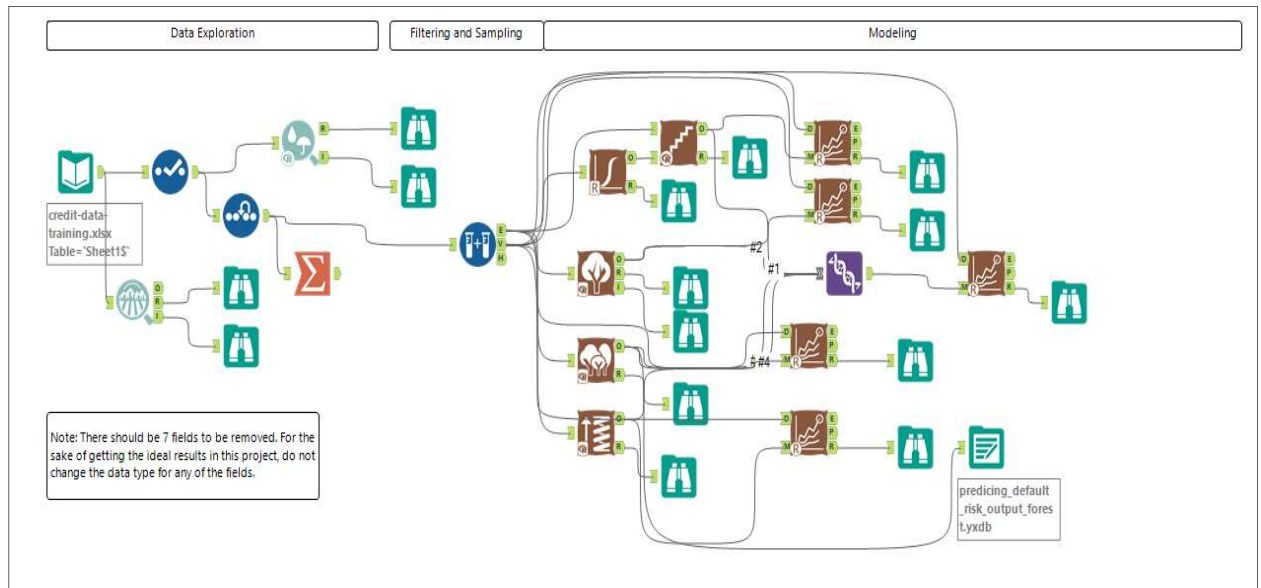 Data Exploration
Filtering and Sampling
Modeling
credit-data-
training.xlsx
Table=`Sheet1$`
R
I
O
R
I
E
V
H
O
R
O
R
O
R
I
O
R
O
R
#2
#1
#4
D
M
R
E
P
R
D
M
R
E
P
R
D
M
R
E
P
R
D
M
R
E
P
R
D
M
R
E
P
R
Note: There should be 7 fields to be removed. For the
sake of getting the ideal results in this project, do not
change the data type for any of the fields.
predicing_default
_risk_output_fores
t.yxdb